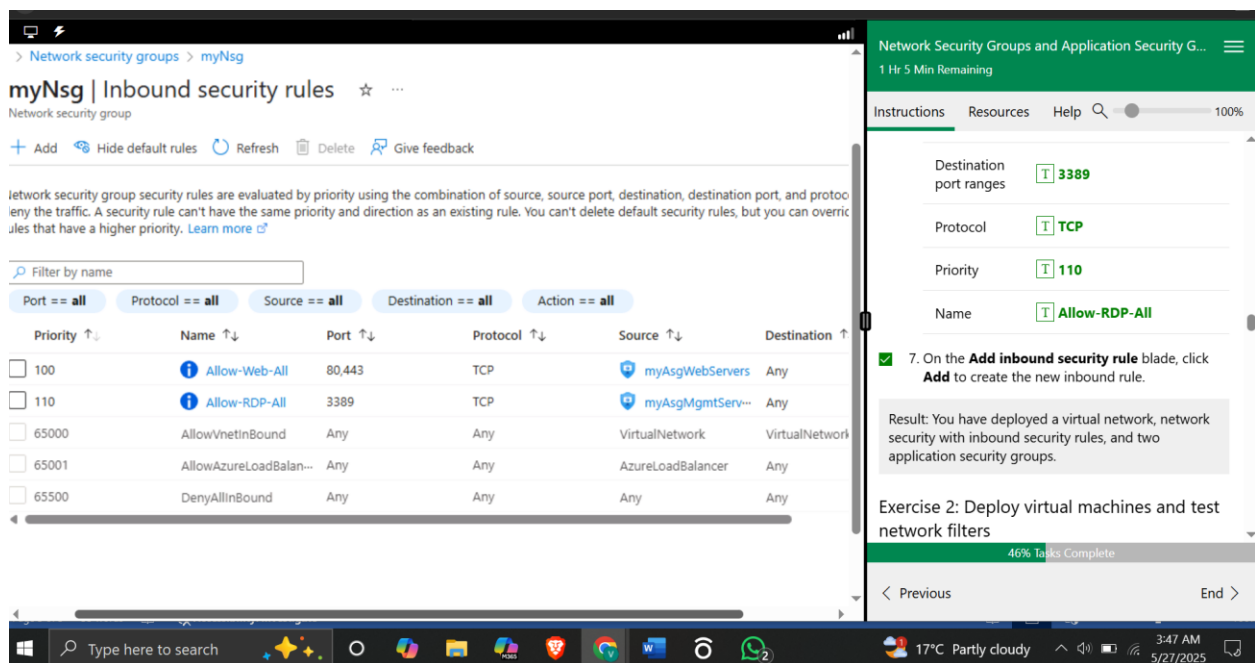 > Network security groups > myNsg
myNsg | Inbound security rules
Network security group
Add Hide default rules Refresh Delete Give feedback
Network security group security rules are evaluated by priority using the combination of source, source port, destination, destination port, and protoco
deny the traffic. A security rule can't have the same priority and direction as an existing rule. You can't delete default security rules, but you can overric
ules that have a higher priority. Learn more
Filter by name
Port == all Protocol == all Source == all Destination == all Action == all
Priority Name Port Protocol Source Destination
100 Allow-Web-All 80,443 TCP myAsgWebServers Any
110 Allow-RDP-All 3389 TCP myAsgMgmtServ... Any
65000 AllowVnetInBound Any Any VirtualNetwork VirtualNetwork
65001 AllowAzureLoadBalan... Any Any AzureLoadBalancer Any
65500 DenyAllInBound Any Any Any Any
Network Security Groups and Application Security G...
1 Hr 5 Min Remaining
Instructions Resources Help 100%
Destination
port ranges
T 3389
Protocol T TCP
Priority T 110
Name T Allow-RDP-All
7. On the Add inbound security rule blade, click
Add to create the new inbound rule.
Result: You have deployed a virtual network, network
security with inbound security rules, and two
application security groups.
Exercise 2: Deploy virtual machines and test
network filters
46% Tasks Complete
< Previous End >
Type here to search
M365
2
17°C Partly cloudy
3:47 AM
5/27/2025